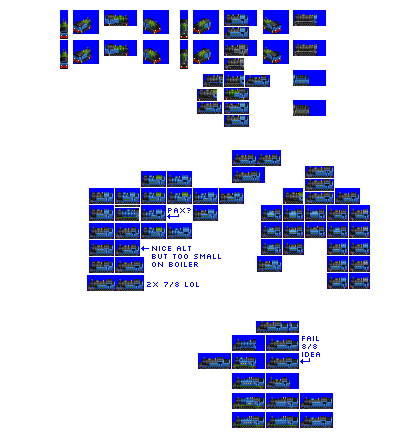 PAX?
NICE ALT
BUT TOO SMALL
ON BOILER
2X 7/8 LOL
FAIL
8/8
IDEA